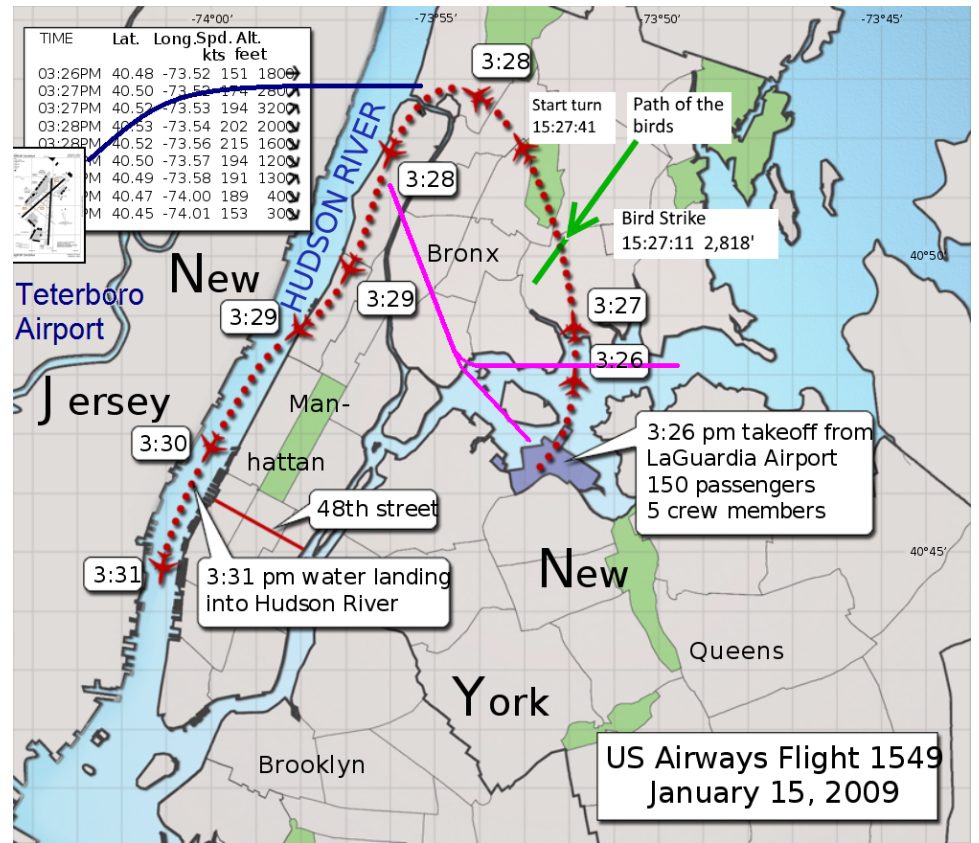 -74°00'
-73°55'
-73°50'
-73°45'
TIME Lat. Long. Spd. Alt.
kts feet
03:26PM 40.48 -73.52 151 1800
03:27PM 40.50 -73.52 174 2800
03:27PM 40.52 -73.53 194 3200
03:28PM 40.53 -73.54 202 2000
03:28PM 40.52 -73.56 215 1600
PM 40.50 -73.57 194 1200
PM 40.49 -73.58 191 1300
PM 40.47 -74.00 189 400
PM 40.45 -74.01 153 300
3:28
Start turn
15:27:41
Path of the
birds
HUDSON RIVER
3:28
Bird Strike
15:27:11 2,818'
Bronx
40°50'
New
Teterboro
Airport
3:29
3:29
3:27
3:26
Jersey
Man-
hattan
3:30
3:26 pm takeoff from
LaGuardia Airport
150 passengers
5 crew members
48th street
40°45'
3:31
3:31 pm water landing
into Hudson River
New
Queens
York
Brooklyn
US Airways Flight 1549
January 15, 2009